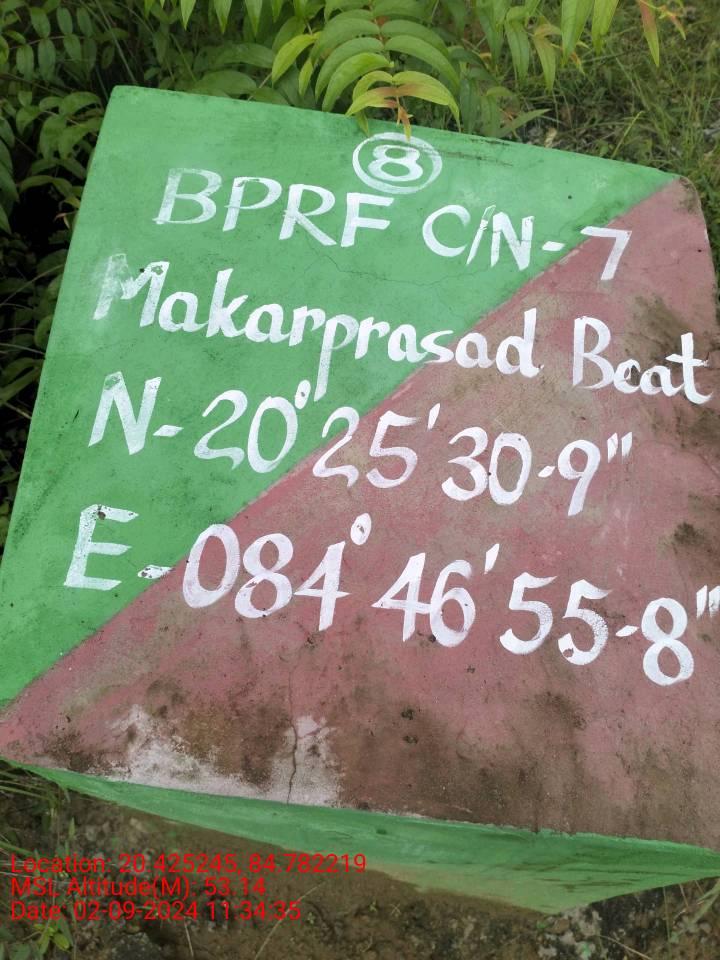 8
BPRF C/N-7
Makarprasad Beat
N-20° 25' 30-9"
E-084° 46' 55-8"
Location: 20.425245, 84.782219
MSL Altitude(M). 53.14
Date: 02-09-2024 11:34:35